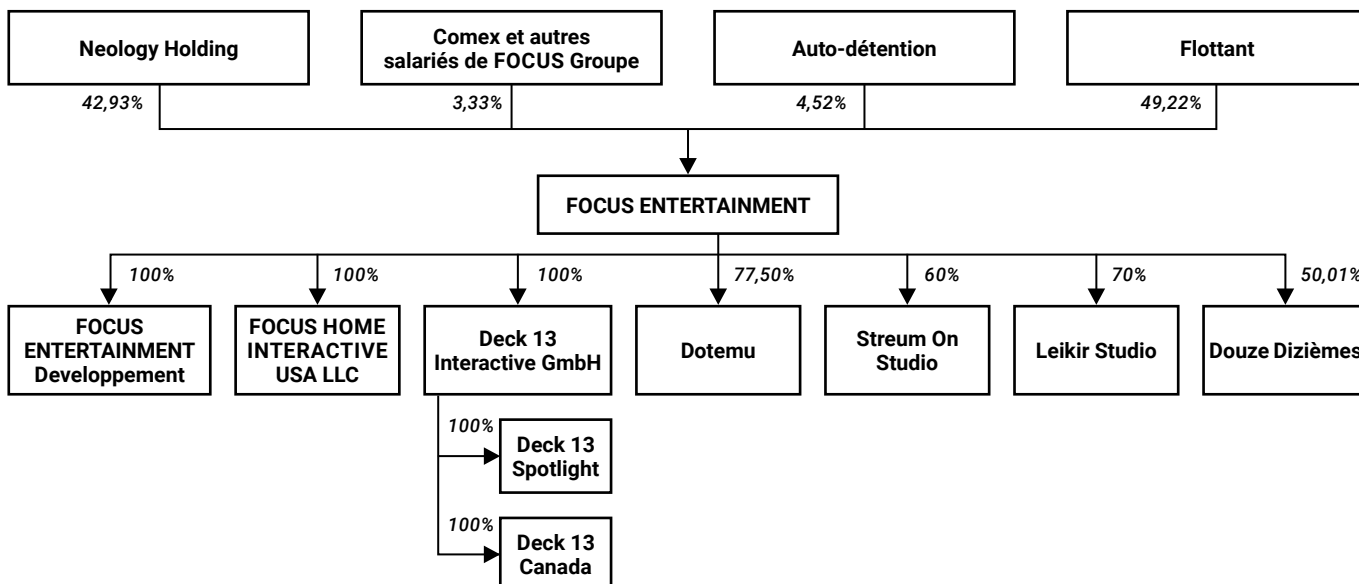 Neology Holding
Comex et autres
salariés de FOCUS Groupe
Auto-détention
Flottant
42,93%
3,33%
4,52%
49,22%
FOCUS ENTERTAINMENT
100%
100%
100%
77,50%
60%
70%
50,01%
FOCUS
ENTERTAINMENT
Developpement
FOCUS HOME
INTERACTIVE
USA LLC
Deck 13
Interactive GmbH
Dotemu
Streum On
Studio
Leikir Studio
Douze Dizièmes
100%
Deck 13
Spotlight
100%
Deck 13
Canada